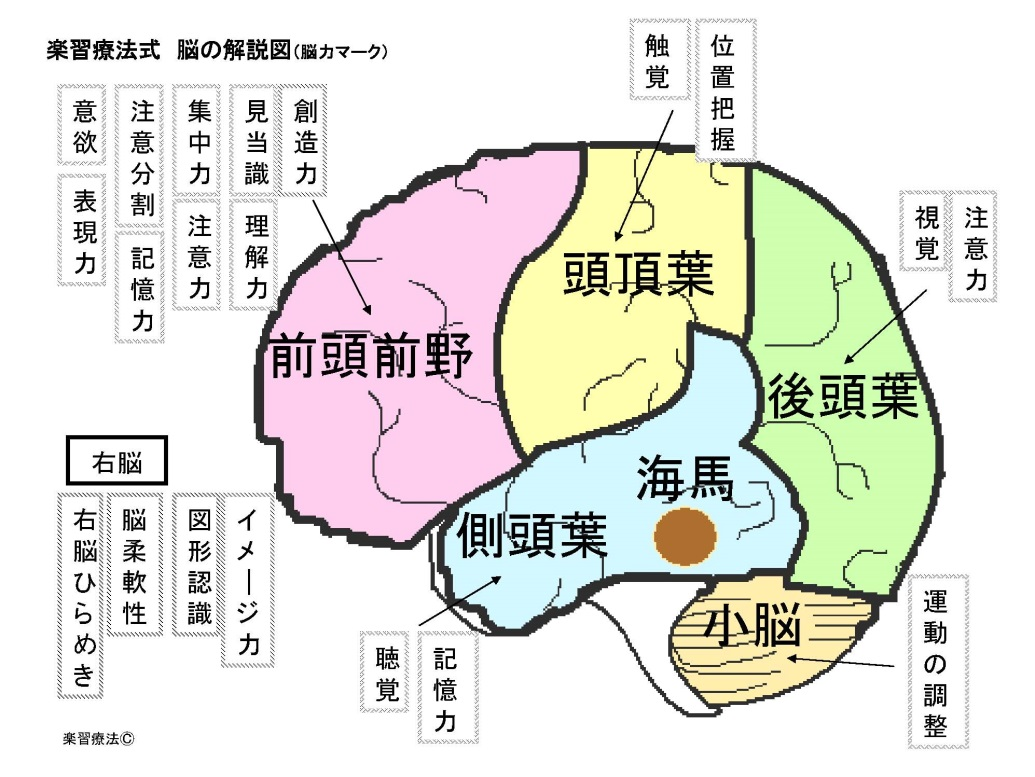 楽習療法式 脳の解説図(脳力マーク)
触覚
位置把握
意欲
注意分割
集中力
見当識
創造力
表現力
記憶力
注意力
理解力
視覚
注意力
頭頂葉
前頭前野
後頭葉
右脳
海馬
側頭葉
右脳ひらめき
脳柔軟性
図形認識
イメージ力
小脳
運動の調整
聴覚
記憶力
楽習療法Ⓒ